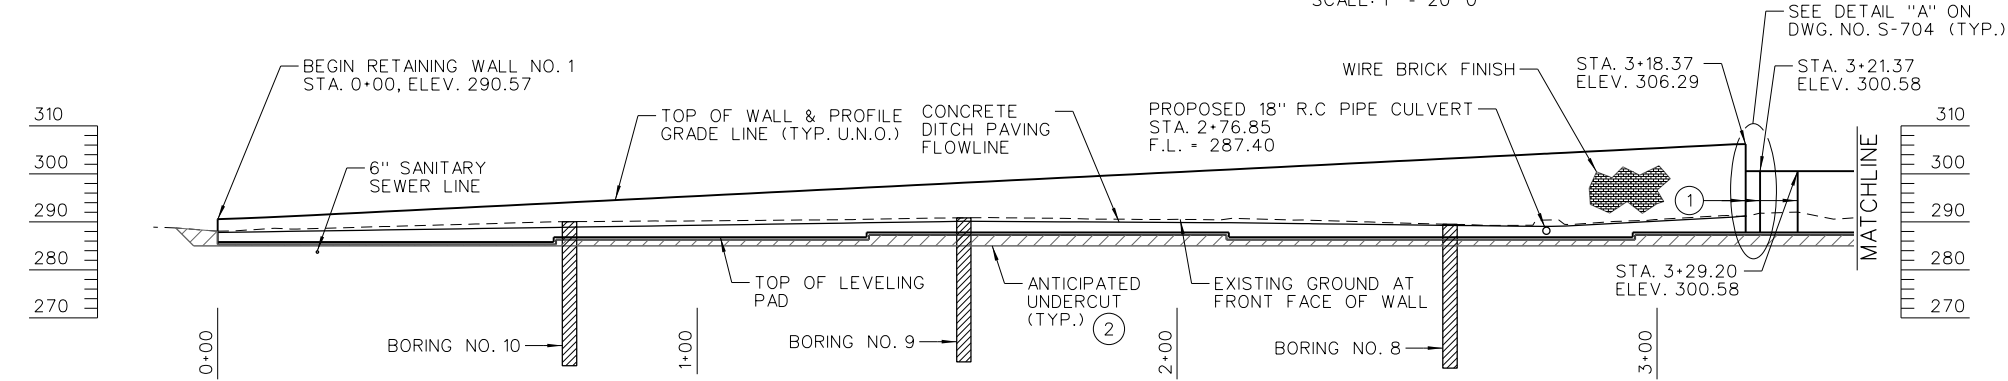 SCALE: 1" = 20'-0"
SEE DETAIL "A" ON
DWG. NO. S-704 (TYP.)
BEGIN RETAINING WALL NO. 1
STA. 0+00, ELEV. 290.57
WIRE BRICK FINISH
STA. 3+18.37
ELEV. 306.29
STA. 3+21.37
ELEV. 300.58
TOP OF WALL & PROFILE
GRADE LINE (TYP. U.N.O.)
CONCRETE
DITCH PAVING
FLOWLINE
PROPOSED 18" R.C PIPE CULVERT
STA. 2+76.85
F.L. = 287.40
6" SANITARY
SEWER LINE
310
300
290
280
270
310
300
290
280
270
MATCHLINE
1
STA. 3+29.20
ELEV. 300.58
TOP OF LEVELING
PAD
ANTICIPATED
UNDERCUT
(TYP.)
2
EXISTING GROUND AT
FRONT FACE OF WALL
BORING NO. 10
BORING NO. 9
BORING NO. 8
0+00
1+00
2+00
3+00